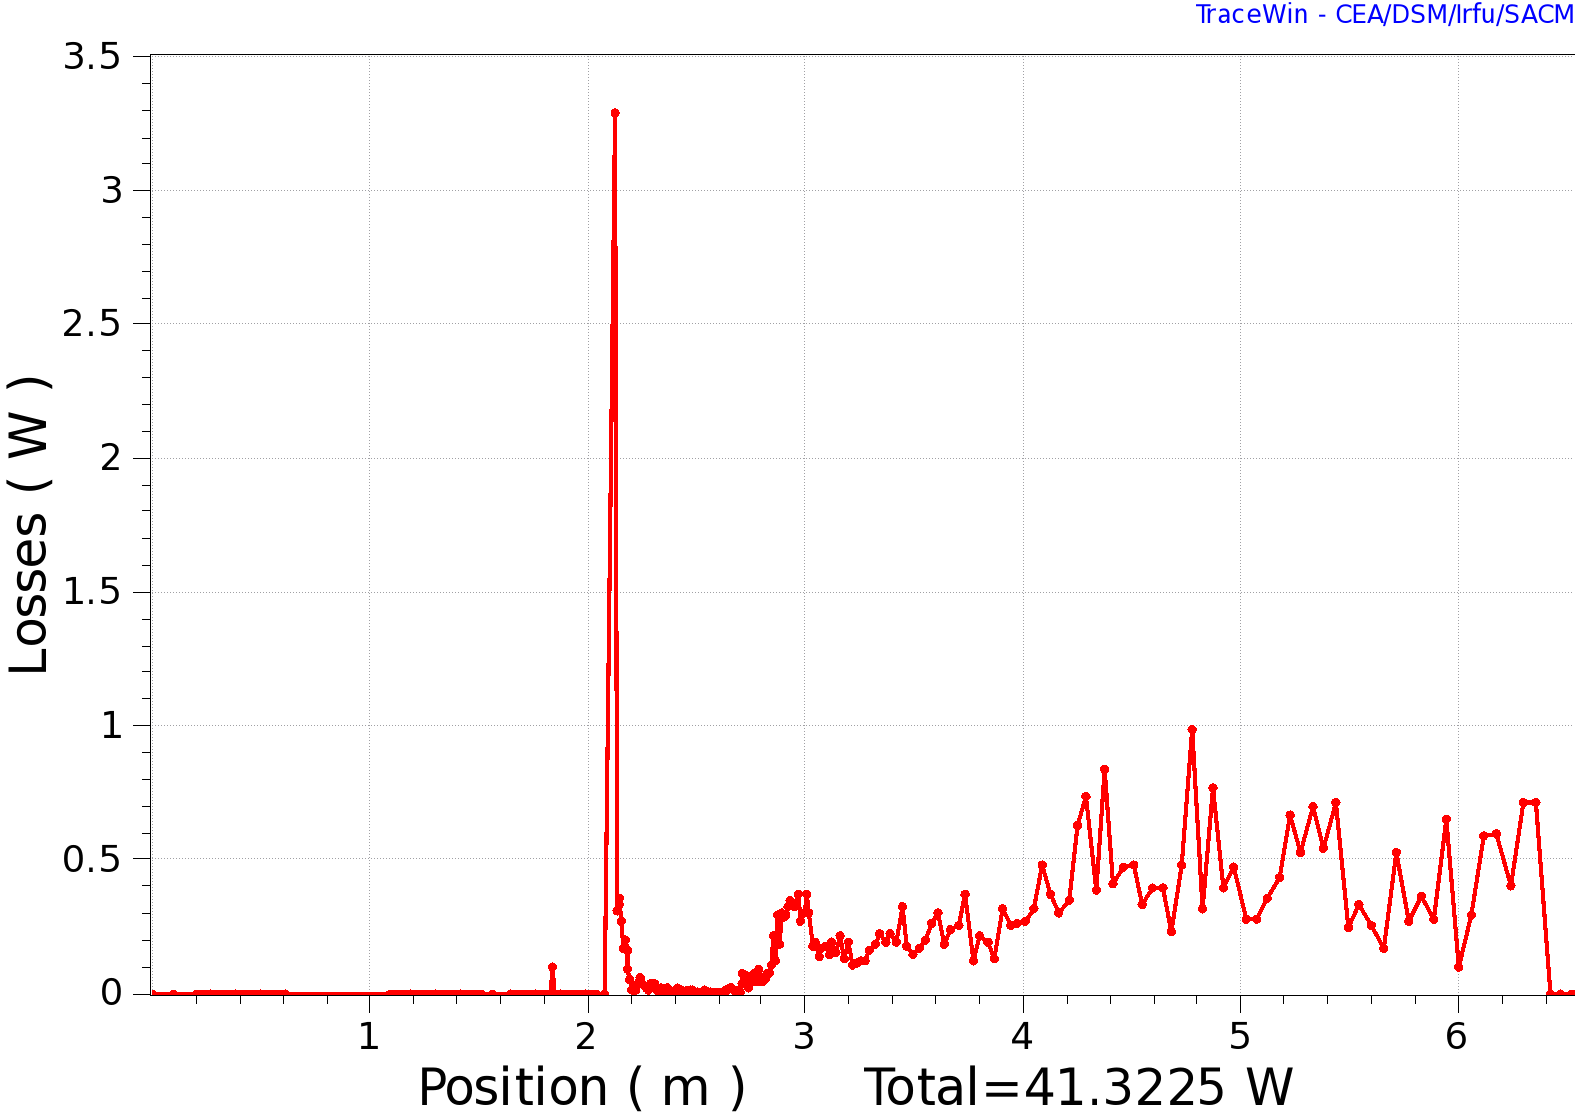 TraceWin - CEA/DSM/Irfu/SACM
3.5
3
2.5
2
1.5
1
0.5
0
Losses ( W )
1 2 3 4 5 6
Position ( m ) Total=41.3225 W